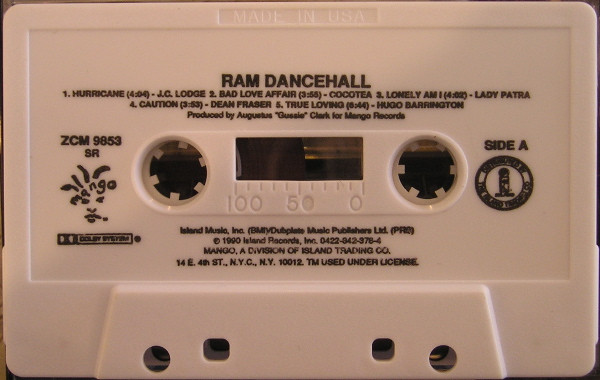 MADE IN USA
RAM DANCEHALL
1. HURRICANE (4:04) - J.C. LODGE 2. BAD LOVE AFFAIR (3:55) - COCOTEA 3. LONELY AM I (4:02) - LADY PATRA
4. CAUTION (3:53) - DEAN FRASER 5. TRUE LOVING (6:44) - HUGO BARRINGTON
Produced by Augustus "Gussie" Clark for Mango Records
ZCM 9853
SR
SIDE A
mango
100 50 0
DOLBY SYSTEM
Island Music, Inc. (BMI)/Dubplate Music Publishers Ltd. (PRS)
℗ 1990 Island Records, Inc. 0422-842-376-4
MANGO, A DIVISION OF ISLAND TRADING CO.
14 E. 4th ST., N.Y.C., N.Y. 10012. TM USED UNDER LICENSE.